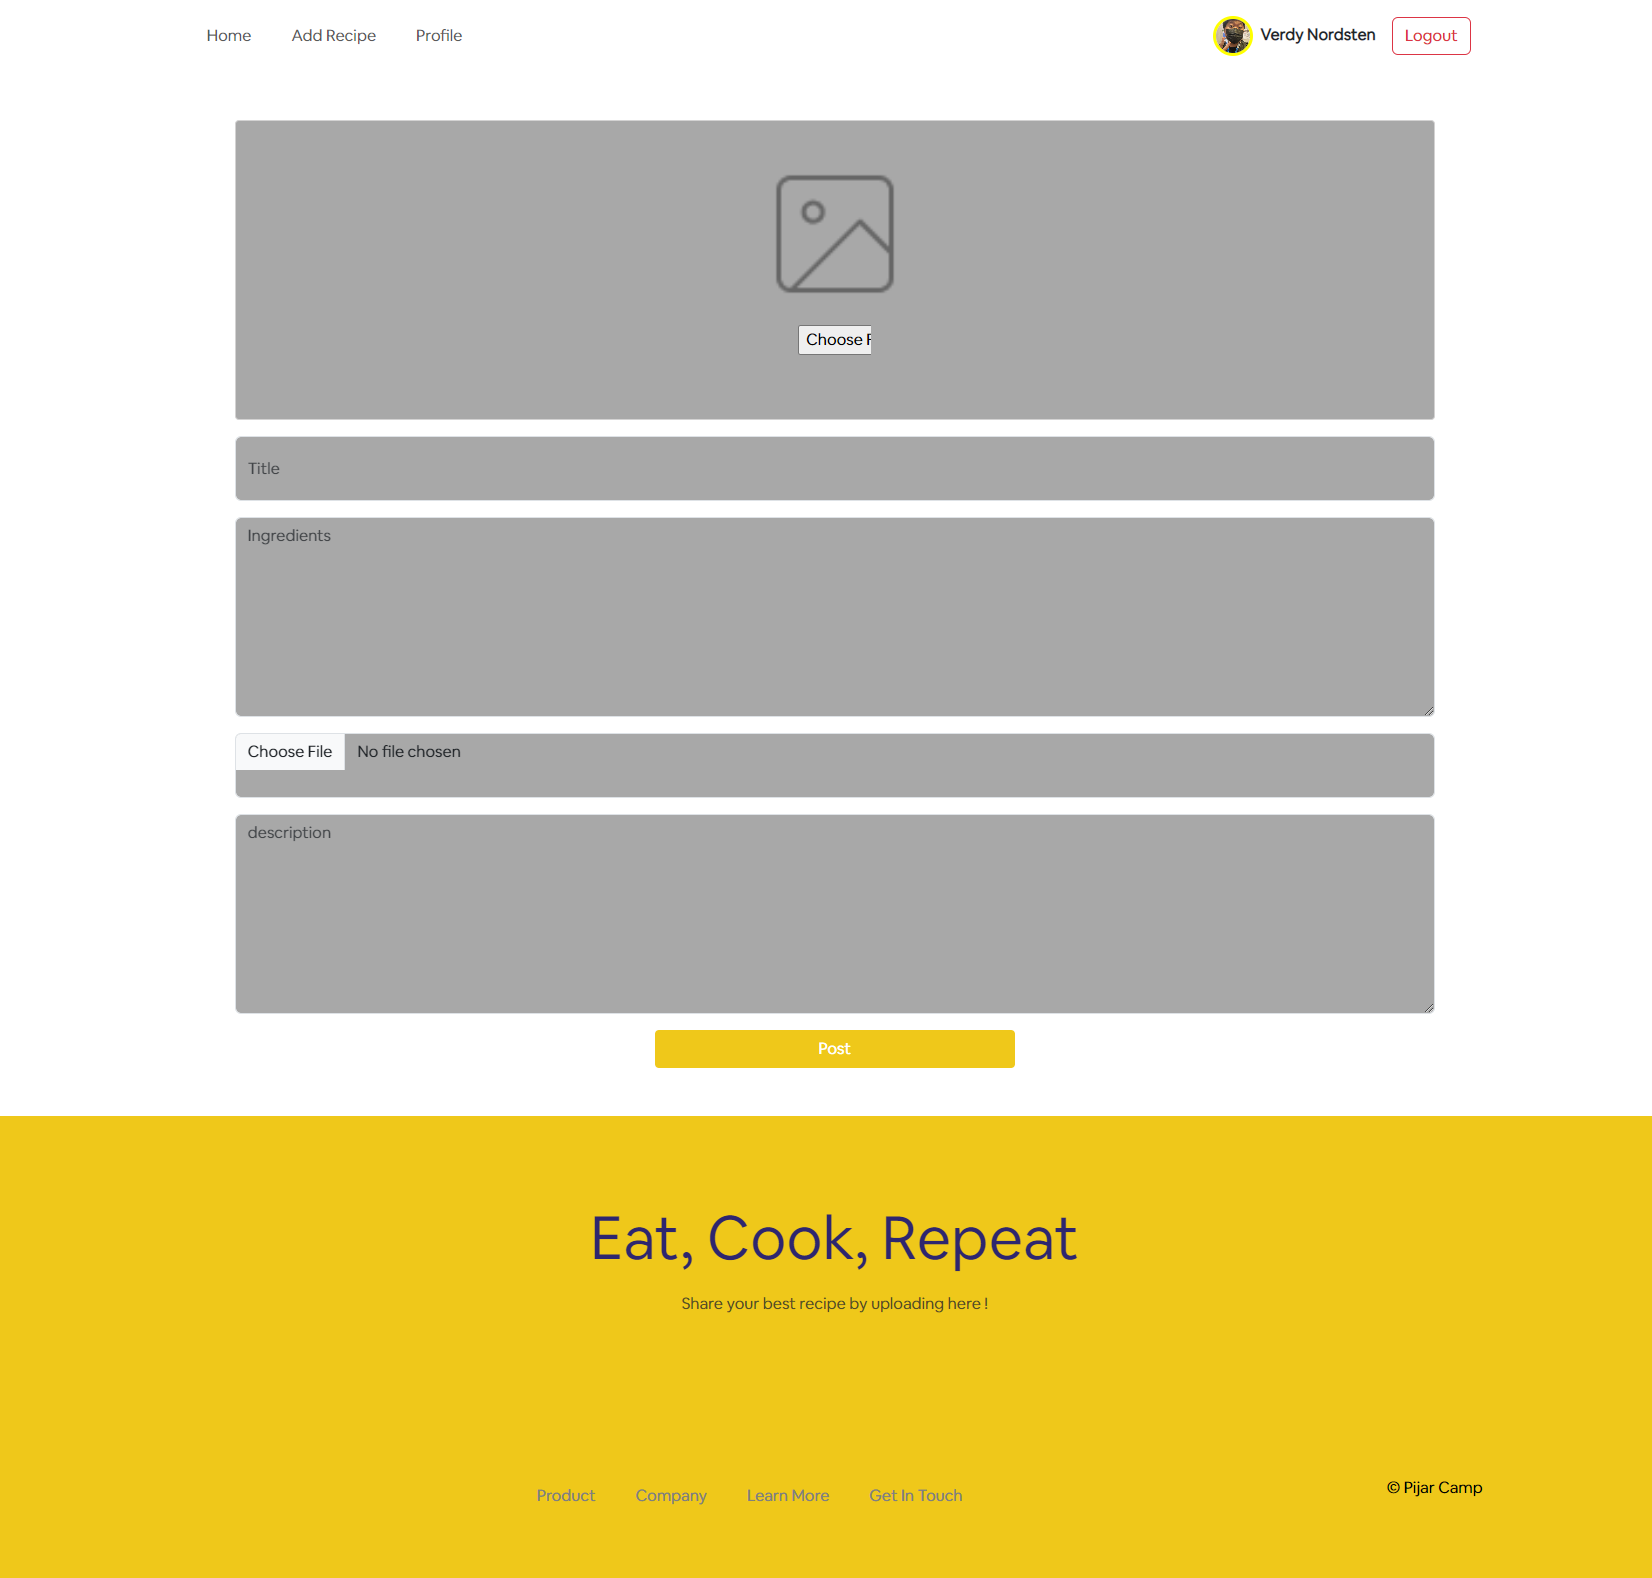 Home Add Recipe Profile Verdy Nordsten Logout
Choose F
Title
Ingredients
Choose File No file chosen
description
Post
Eat, Cook, Repeat
Share your best recipe by uploading here !
Product Company Learn More Get In Touch © Pijar Camp